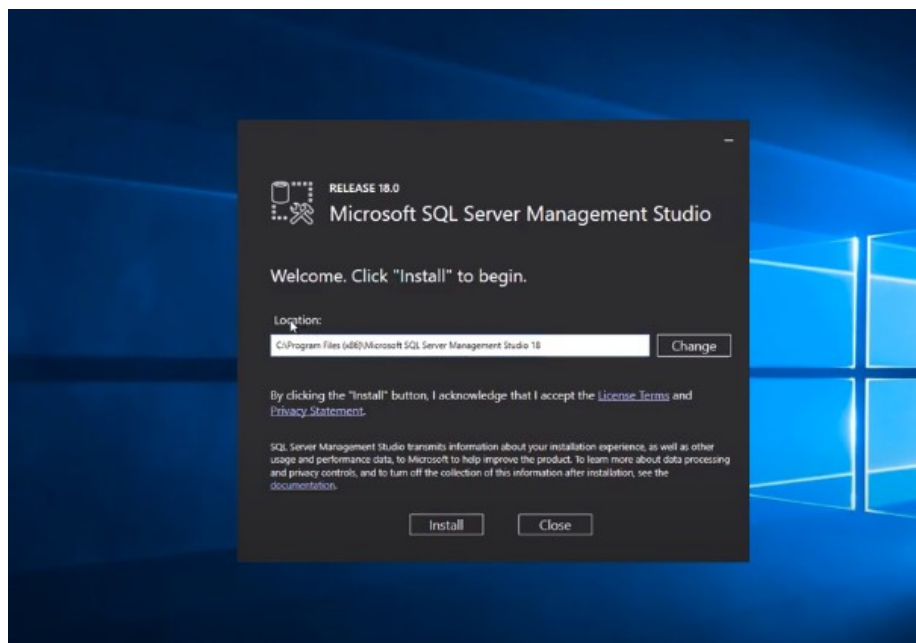 RELEASE 18.0
Microsoft SQL Server Management Studio
Welcome. Click "Install" to begin.
Location:
C:\Program Files (x86)\Microsoft SQL Server Management Studio 18
Change
By clicking the "Install" button, I acknowledge that I accept the License Terms and
Privacy Statement.
SQL Server Management Studio transmits information about your installation experience, as well as other
usage and performance data, to Microsoft to help improve the product. To learn more about data processing
and privacy controls, and to turn off the collection of this information after installation, see the
documentation.
Install
Close